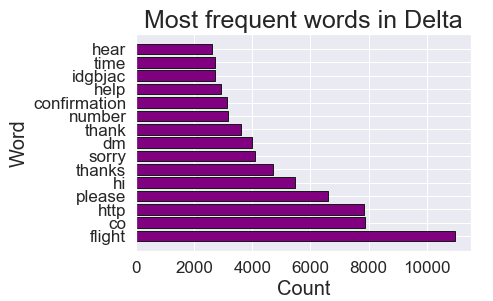 Most frequent words in Delta
Word
hear
time
idgbjac
help
confirmation
number
thank
dm
sorry
thanks
hi
please
http
co
flight
0 2000 4000 6000 8000 10000
Count